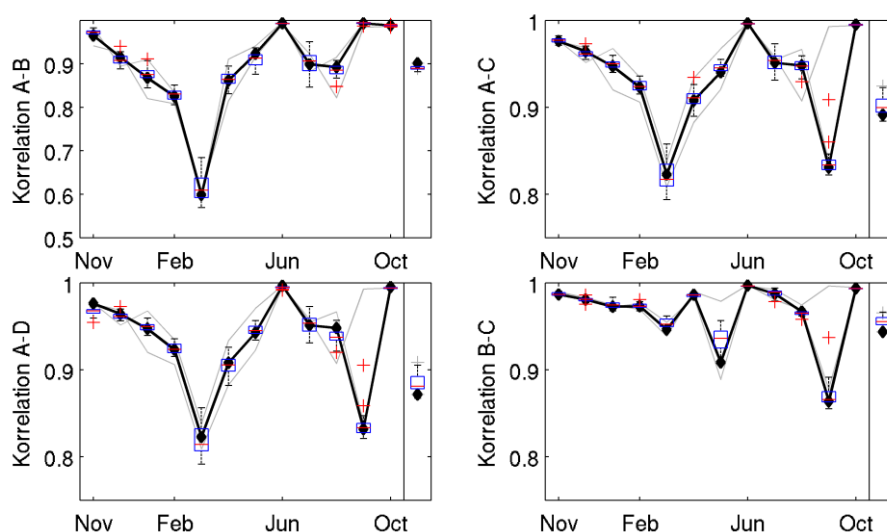 Korrelation A-B
0.9
0.8
0.7
0.6
0.5
Nov Feb Jun Oct
Korrelation A-C
1
0.9
0.8
Nov Feb Jun Oct
Korrelation A-D
1
0.9
0.8
Nov Feb Jun Oct
Korrelation B-C
1
0.9
0.8
Nov Feb Jun Oct